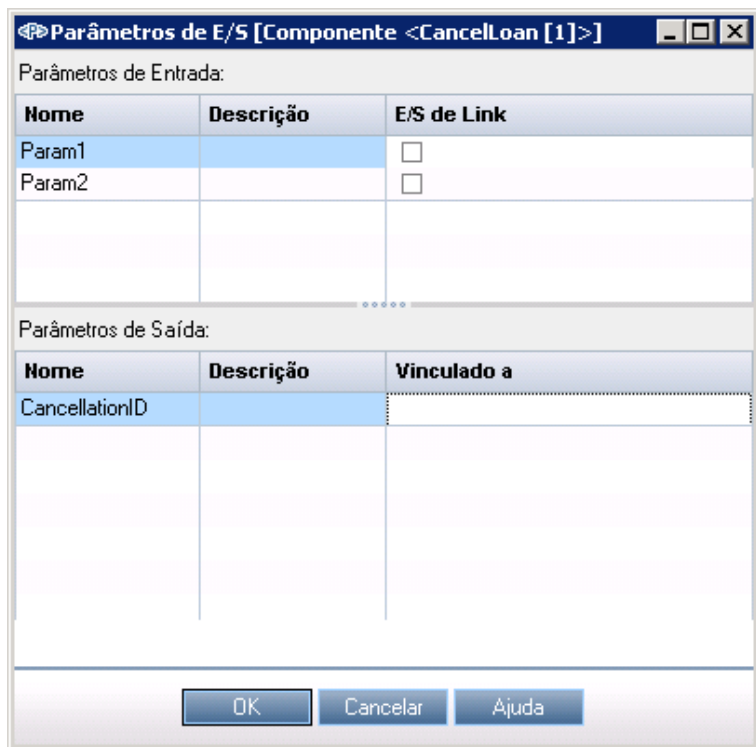 Parâmetros de E/S [Componente <CancelLoan [1]>]
Parâmetros de Entrada:
Nome Descrição E/S de Link
Param1
Param2
Parâmetros de Saída:
Nome Descrição Vinculado a
CancellationID
OK Cancelar Ajuda